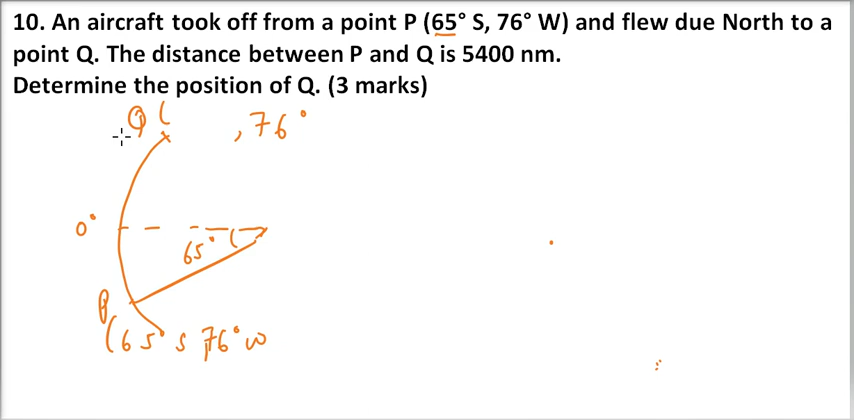 10. An aircraft took off from a point P (65° S, 76° W) and flew due North to a
point Q. The distance between P and Q is 5400 nm.
Determine the position of Q. (3 marks)
Q (    , 76°
0°
65°
P
(65° S 76° W